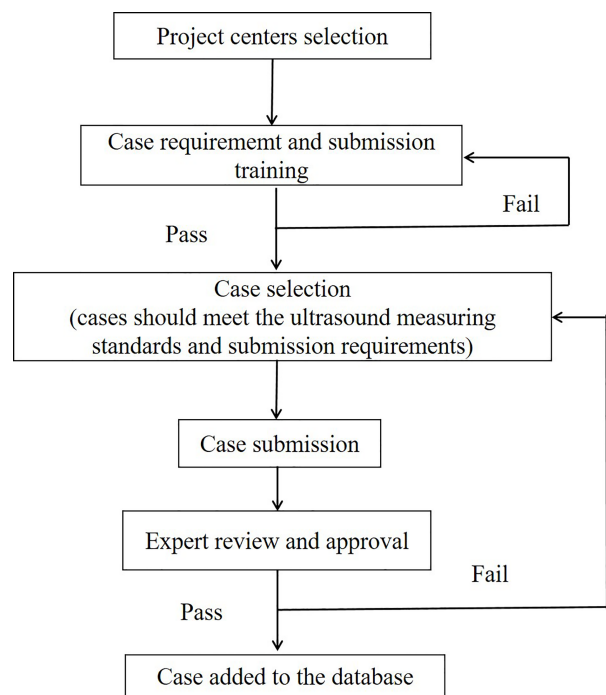 Project centers selection
Case requirememt and submission
training
Fail
Pass
Case selection
(cases should meet the ultrasound measuring
standards and submission requirements)
Case submission
Expert review and approval
Fail
Pass
Case added to the database